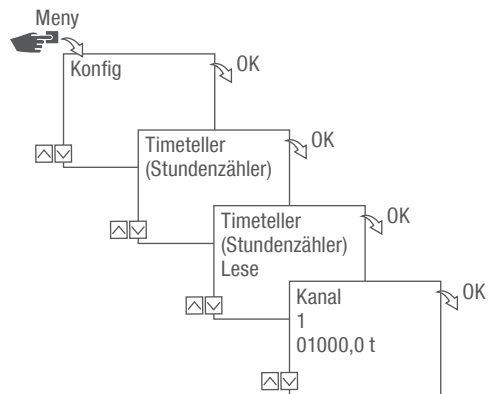 Meny
Konfig
OK
Timeteller
(Stundenzähler)
OK
Timeteller
(Stundenzähler)
Lese
OK
Kanal
1
01000,0 t
OK